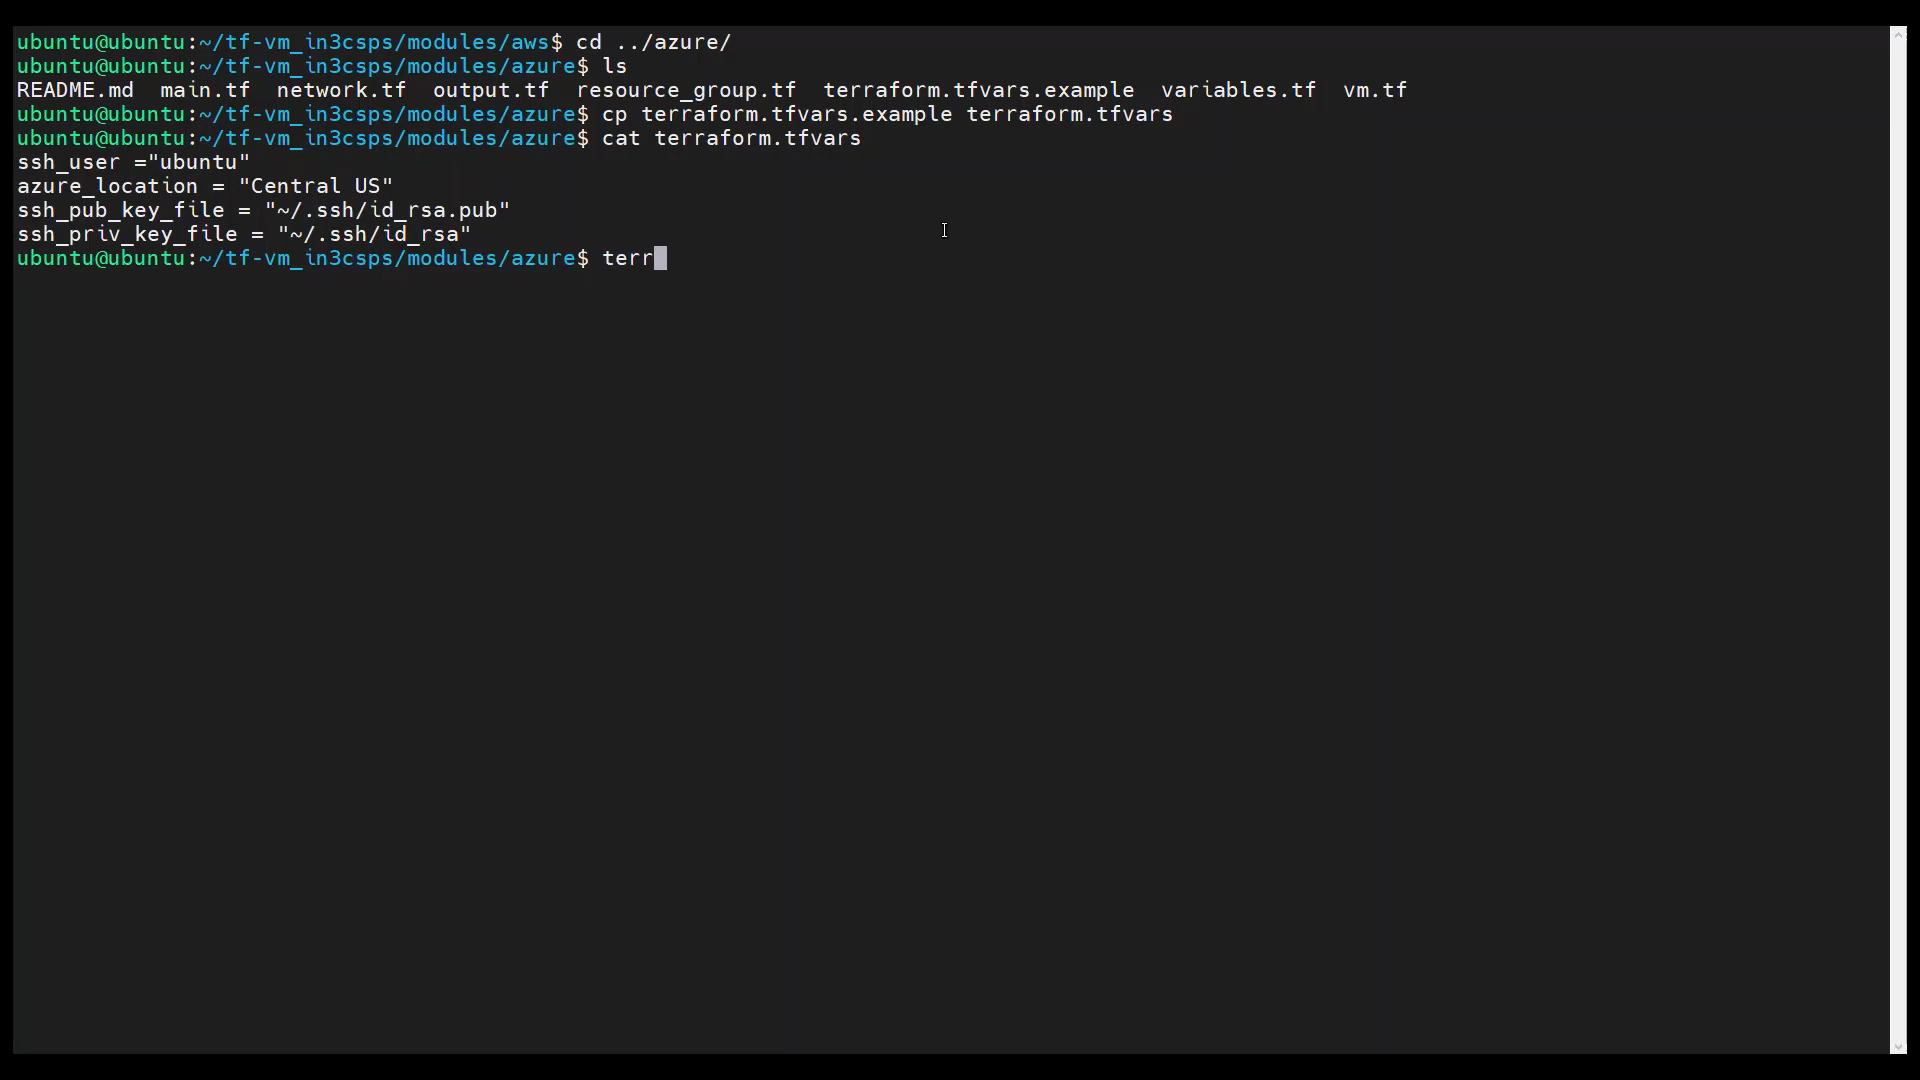 ubuntu@ubuntu:~/tf-vm_in3csps/modules/aws$ cd ../azure/
ubuntu@ubuntu:~/tf-vm_in3csps/modules/azure$ ls
README.md  main.tf  network.tf  output.tf  resource_group.tf  terraform.tfvars.example  variables.tf  vm.tf
ubuntu@ubuntu:~/tf-vm_in3csps/modules/azure$ cp terraform.tfvars.example terraform.tfvars
ubuntu@ubuntu:~/tf-vm_in3csps/modules/azure$ cat terraform.tfvars
ssh_user ="ubuntu"
azure_location = "Central US"
ssh_pub_key_file = "~/.ssh/id_rsa.pub"
ssh_priv_key_file = "~/.ssh/id_rsa"
ubuntu@ubuntu:~/tf-vm_in3csps/modules/azure$ terr